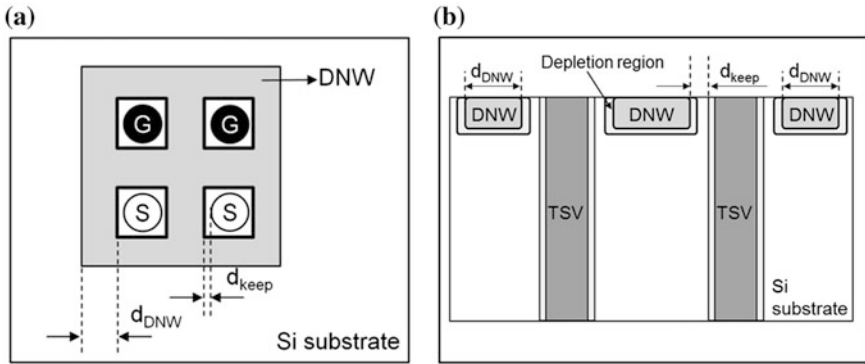 (a)
DNW
G
G
S
S
dkeep
dDNW
Si substrate
(b)
dDNW
Depletion region
dkeep
dDNW
DNW
DNW
DNW
TSV
TSV
Si
substrate